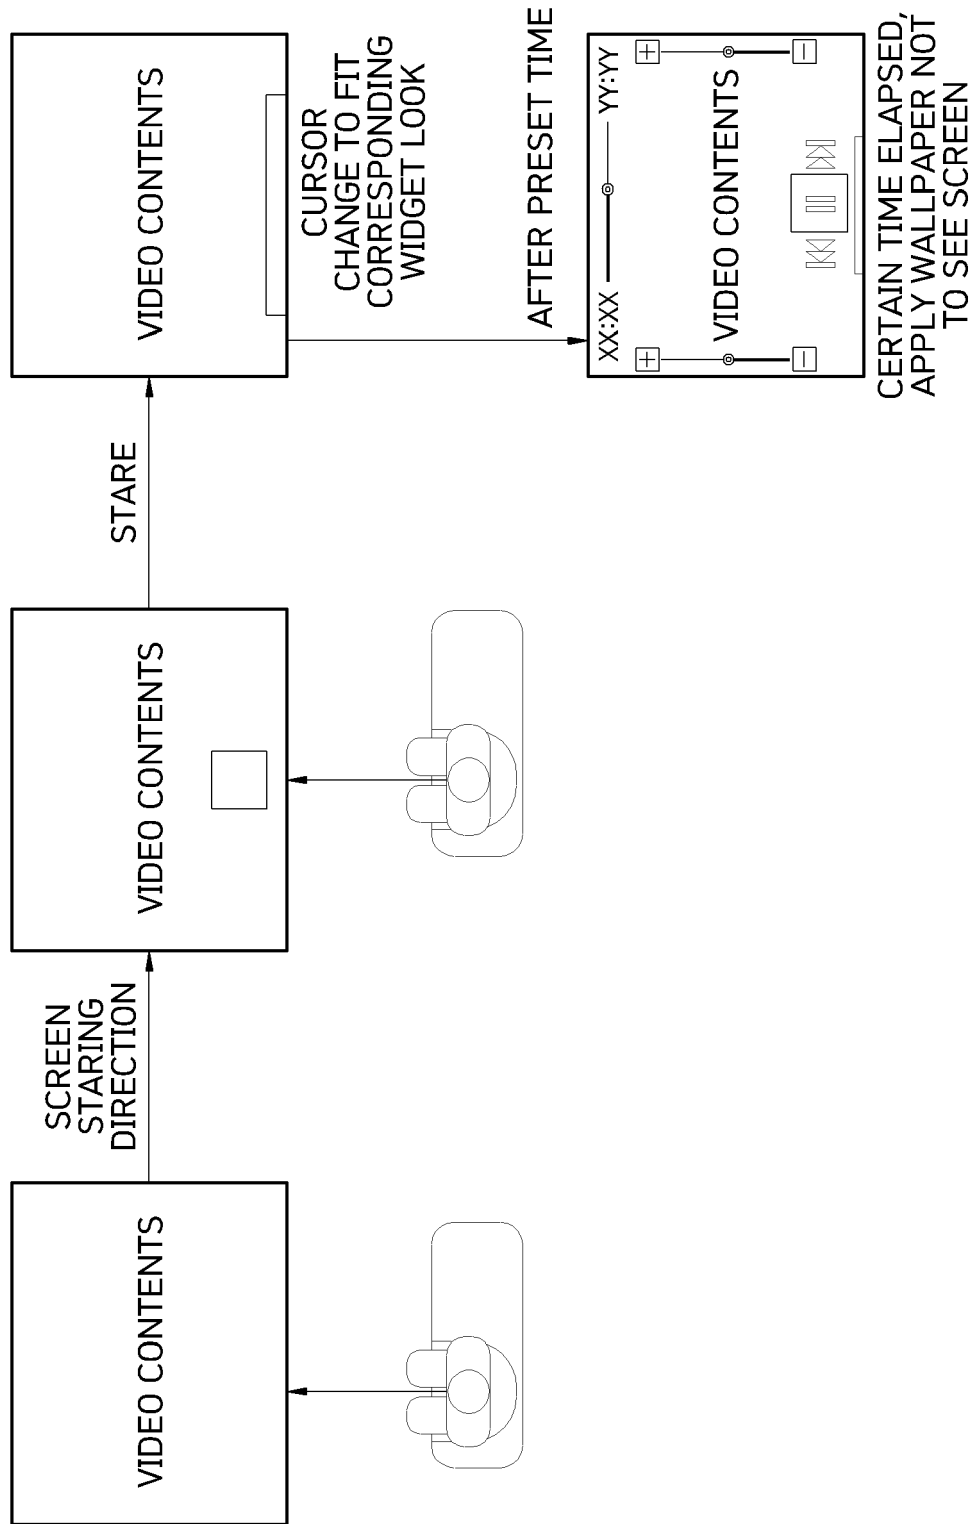 VIDEO CONTENTS
SCREEN
STARING
DIRECTION
VIDEO CONTENTS
STARE
VIDEO CONTENTS
CURSOR
CHANGE TO FIT
CORRESPONDING
WIDGET LOOK
AFTER PRESET TIME
XX:XX YY:YY
+ +
VIDEO CONTENTS
- -
CERTAIN TIME ELAPSED,
APPLY WALLPAPER NOT
TO SEE SCREEN